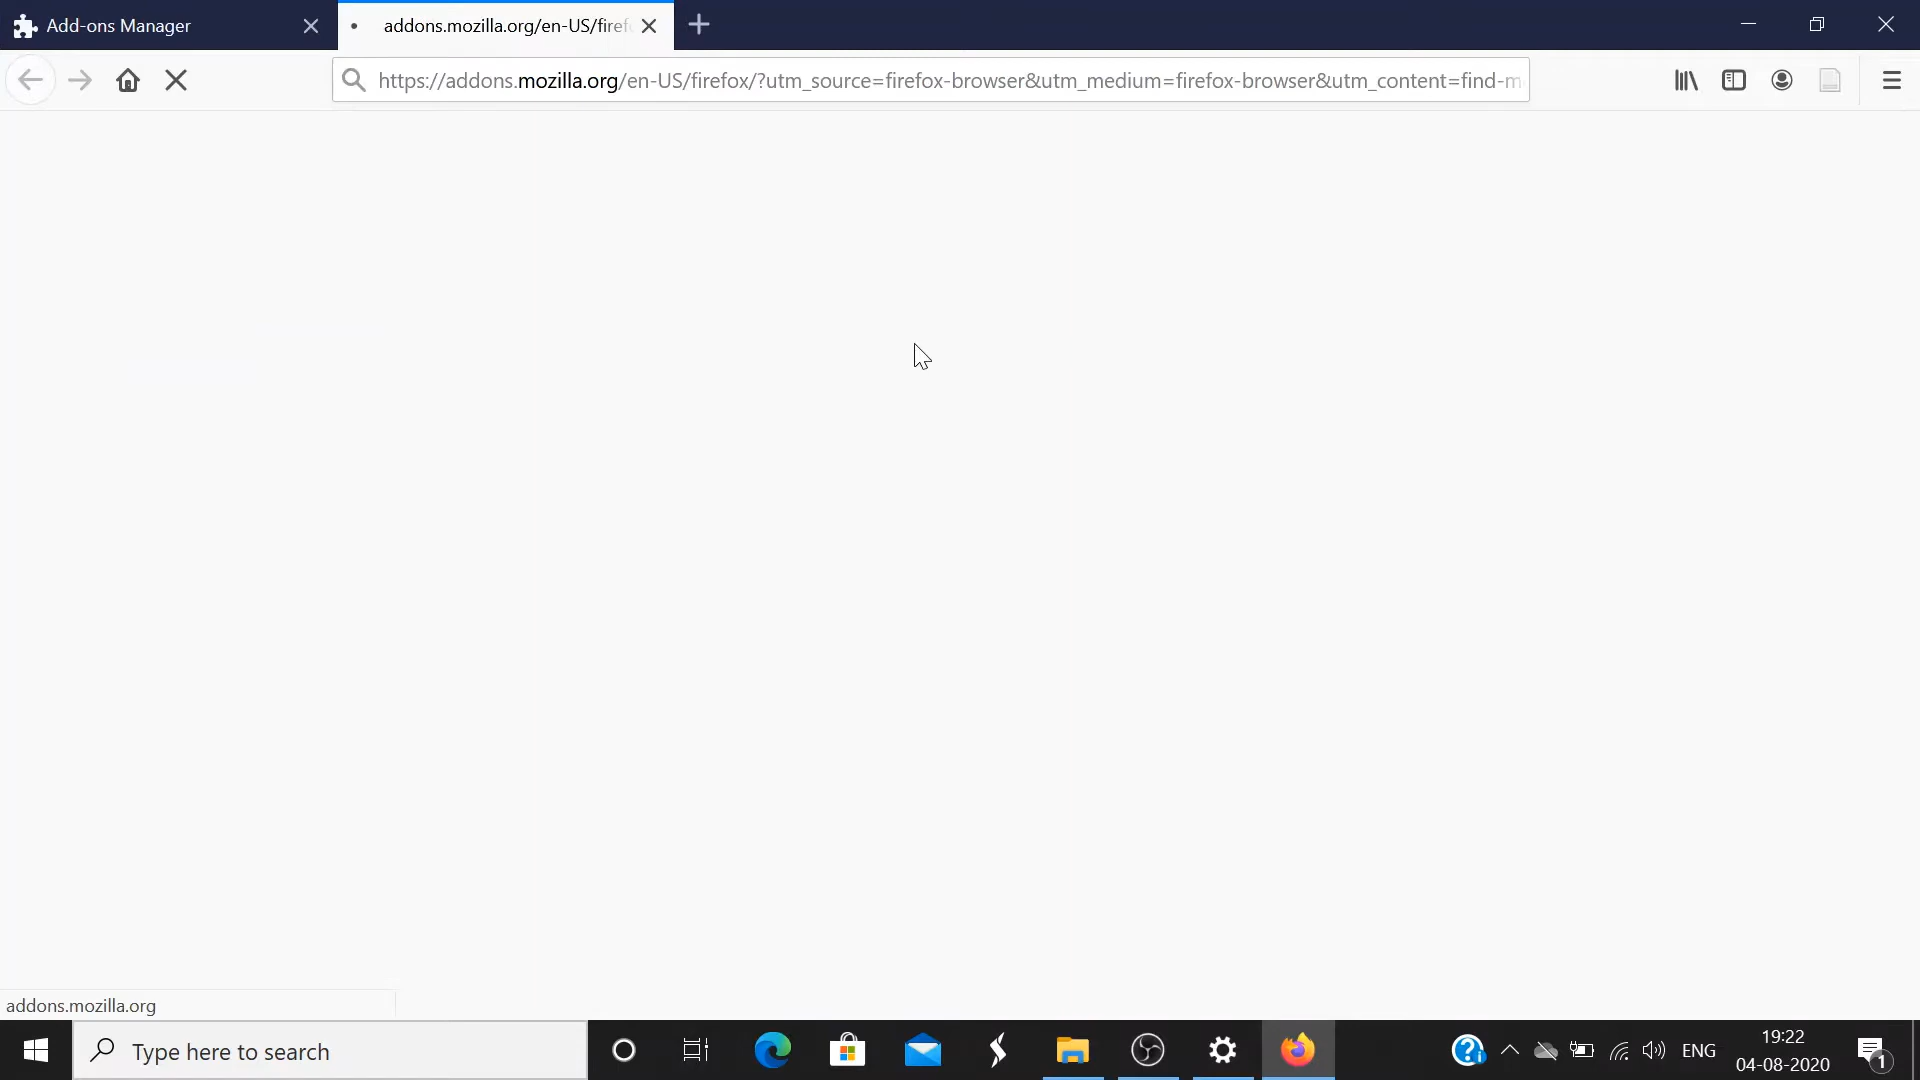 Add-ons Manager
addons.mozilla.org/en-US/firef
https://addons.mozilla.org/en-US/firefox/?utm_source=firefox-browser&utm_medium=firefox-browser&utm_content=find-m
addons.mozilla.org
Type here to search
ENG
19:22
04-08-2020
1